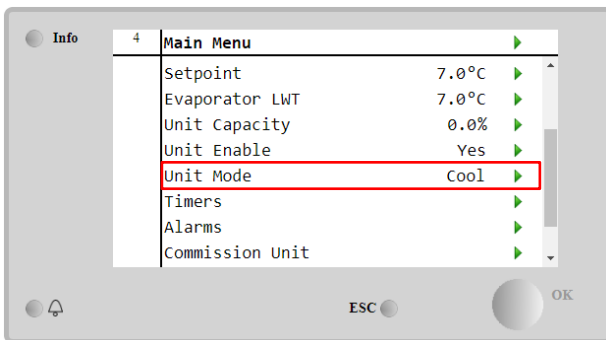 Info
4 Main Menu
Setpoint 7.0°C
Evaporator LWT 7.0°C
Unit Capacity 0.0%
Unit Enable Yes
Unit Mode Cool
Timers
Alarms
Commission Unit
ESC
OK